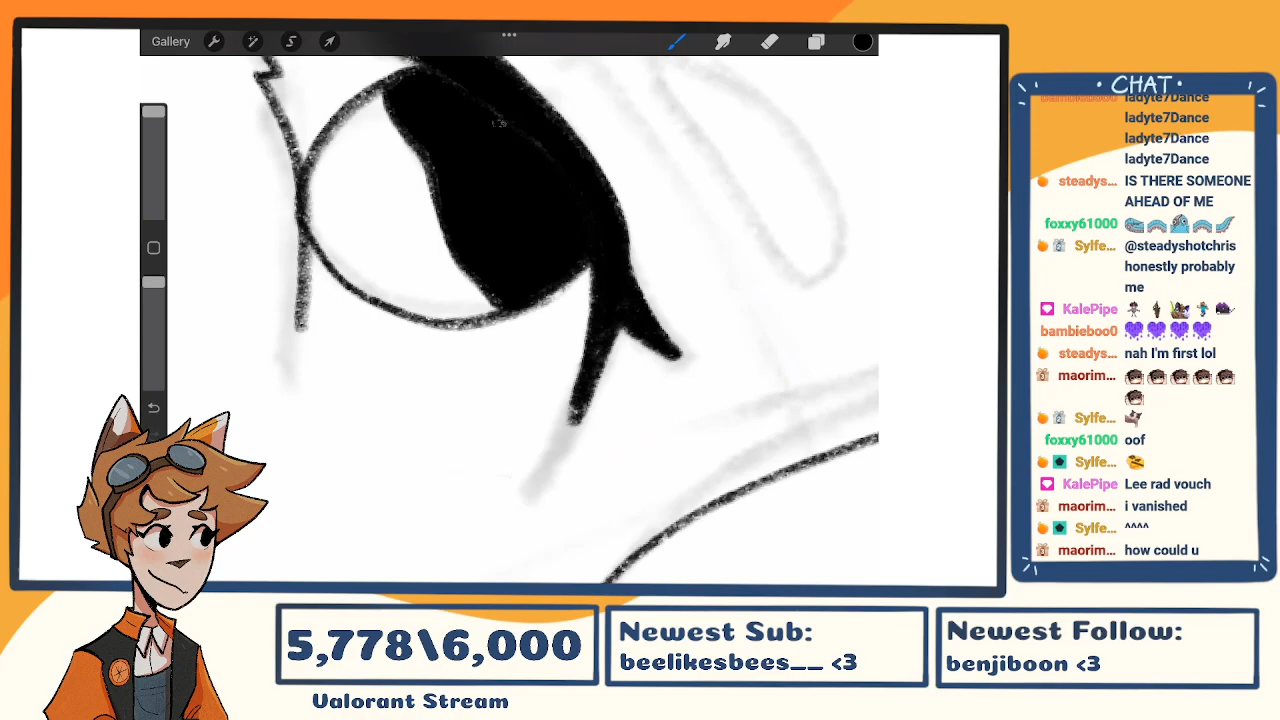 Gallery
• CHAT •
bambieboo0 ladyte7Dance
ladyte7Dance
ladyte7Dance
ladyte7Dance
steadys... IS THERE SOMEONE
AHEAD OF ME
foxxy61000
Sylfe... @steadyshotchris
honestly probably
me
KalePipe
bambieboo0
steadys... nah I'm first lol
maorim...
Sylfe...
foxxy61000 oof
Sylfe...
KalePipe Lee rad vouch
maorim... i vanished
Sylfe... ^^^^
maorim... how could u
5,778\6,000
Valorant Stream
Newest Sub:
beelikesbees__ <3
Newest Follow:
benjiboon <3